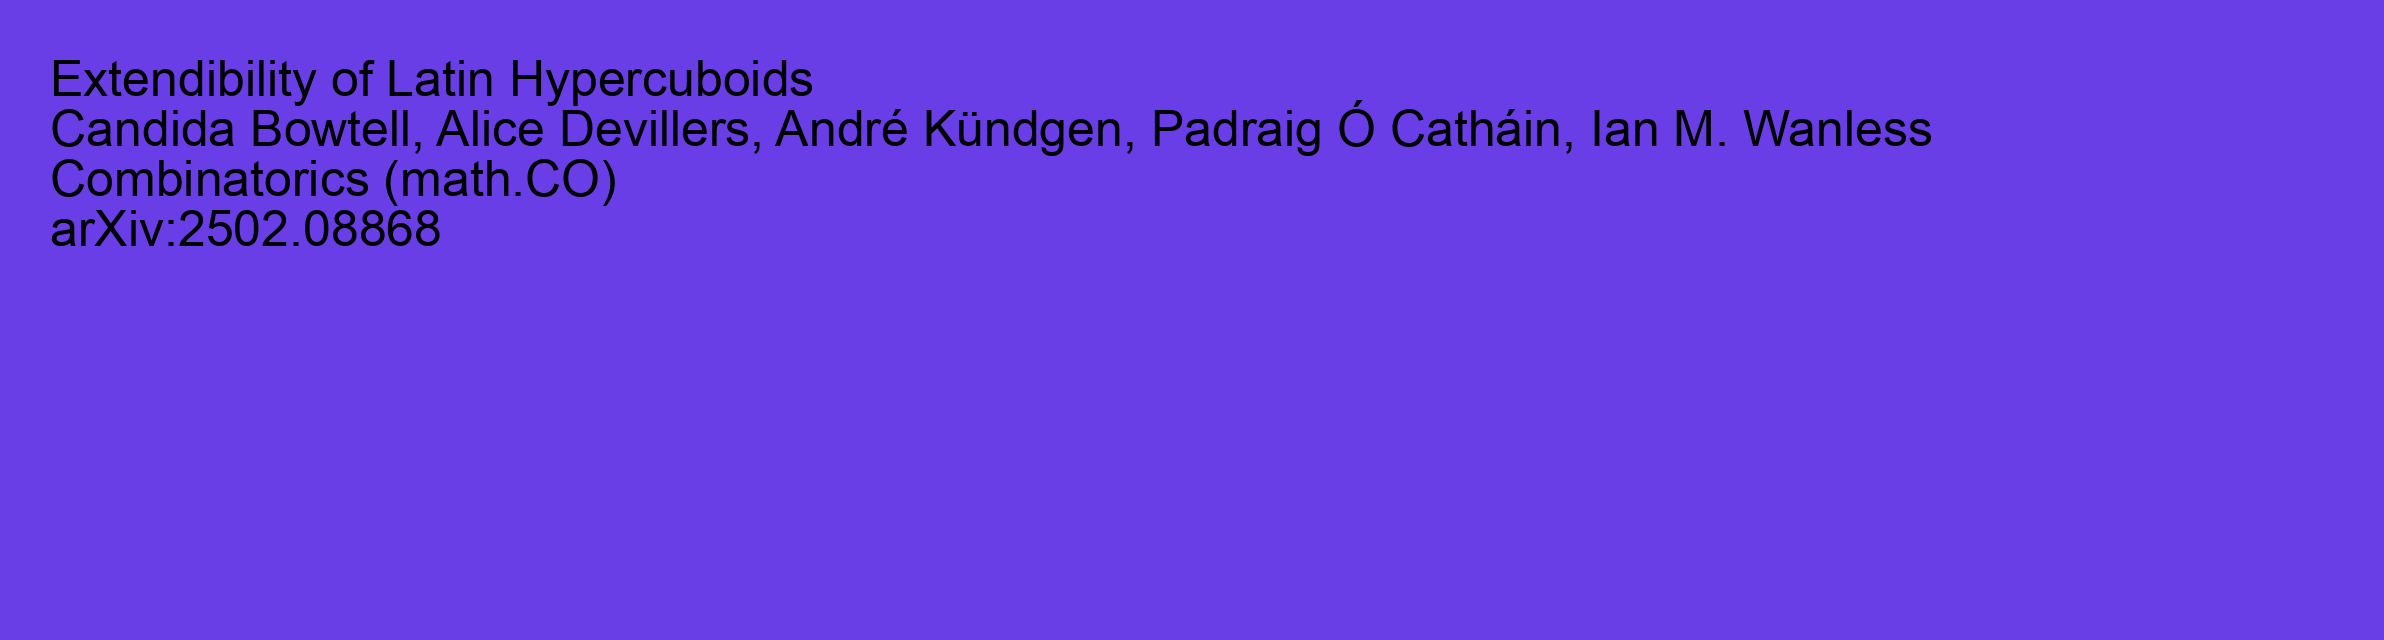 Extendibility of Latin Hypercuboids
Candida Bowtell, Alice Devillers, André Kündgen, Padraig Ó Catháin, Ian M. Wanless
Combinatorics (math.CO)
arXiv:2502.08868